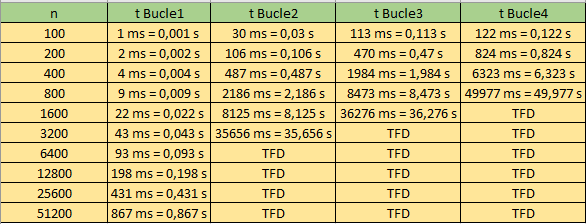 n t Bucle1 t Bucle2 t Bucle3 t Bucle4
100 1 ms = 0,001 s 30 ms = 0,03 s 113 ms = 0,113 s 122 ms = 0,122 s
200 2 ms = 0,002 s 106 ms = 0,106 s 470 ms = 0,47 s 824 ms = 0,824 s
400 4 ms = 0,004 s 487 ms = 0,487 s 1984 ms = 1,984 s 6323 ms = 6,323 s
800 9 ms = 0,009 s 2186 ms = 2,186 s 8473 ms = 8,473 s 49977 ms = 49,977 s
1600 22 ms = 0,022 s 8125 ms = 8,125 s 36276 ms = 36,276 s TFD
3200 43 ms = 0,043 s 35656 ms = 35,656 s TFD TFD
6400 93 ms = 0,093 s TFD TFD TFD
12800 198 ms = 0,198 s TFD TFD TFD
25600 431 ms = 0,431 s TFD TFD TFD
51200 867 ms = 0,867 s TFD TFD TFD